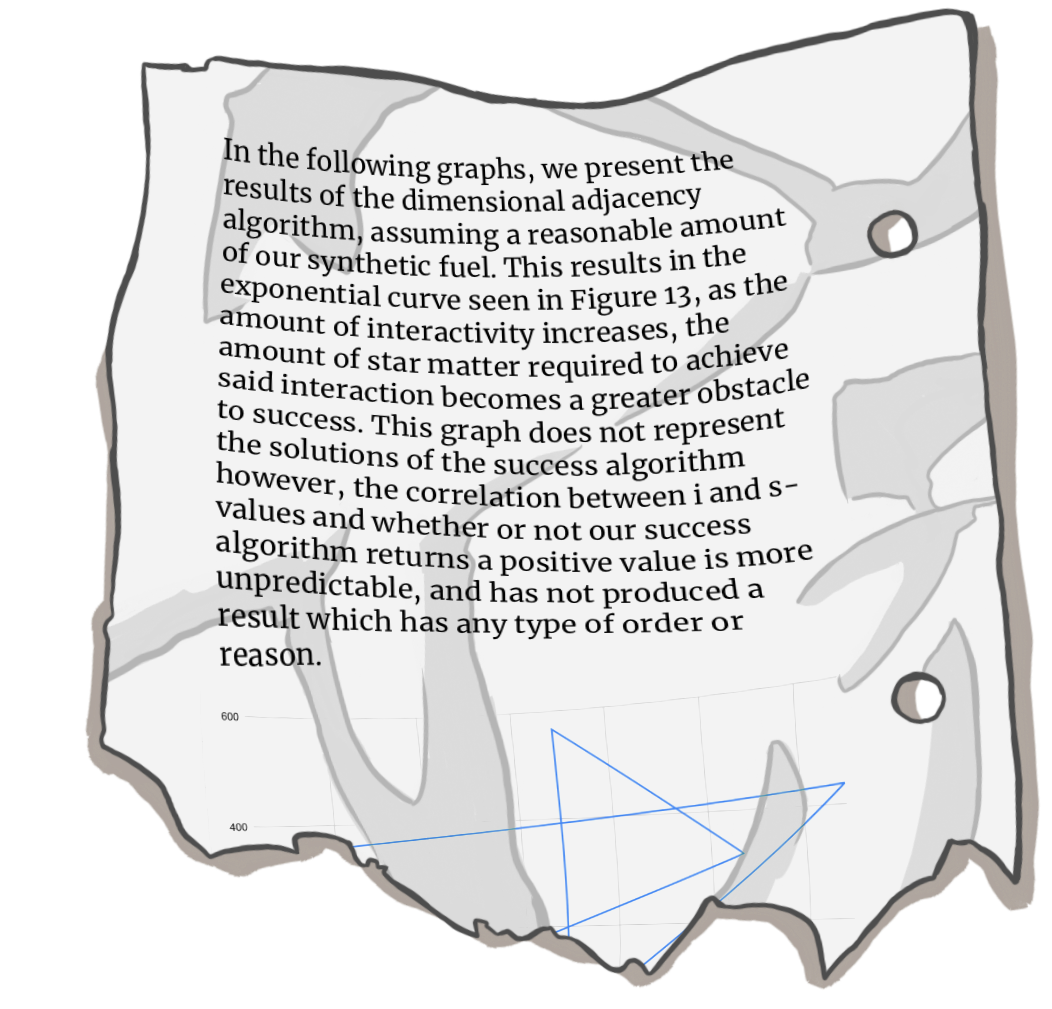 In the following graphs, we present the
results of the dimensional adjacency
algorithm, assuming a reasonable amount
of our synthetic fuel. This results in the
exponential curve seen in Figure 13, as the
amount of interactivity increases, the
amount of star matter required to achieve
said interaction becomes a greater obstacle
to success. This graph does not represent
the solutions of the success algorithm
however, the correlation between i and s-
values and whether or not our success
algorithm returns a positive value is more
unpredictable, and has not produced a
result which has any type of order or
reason.
600
400